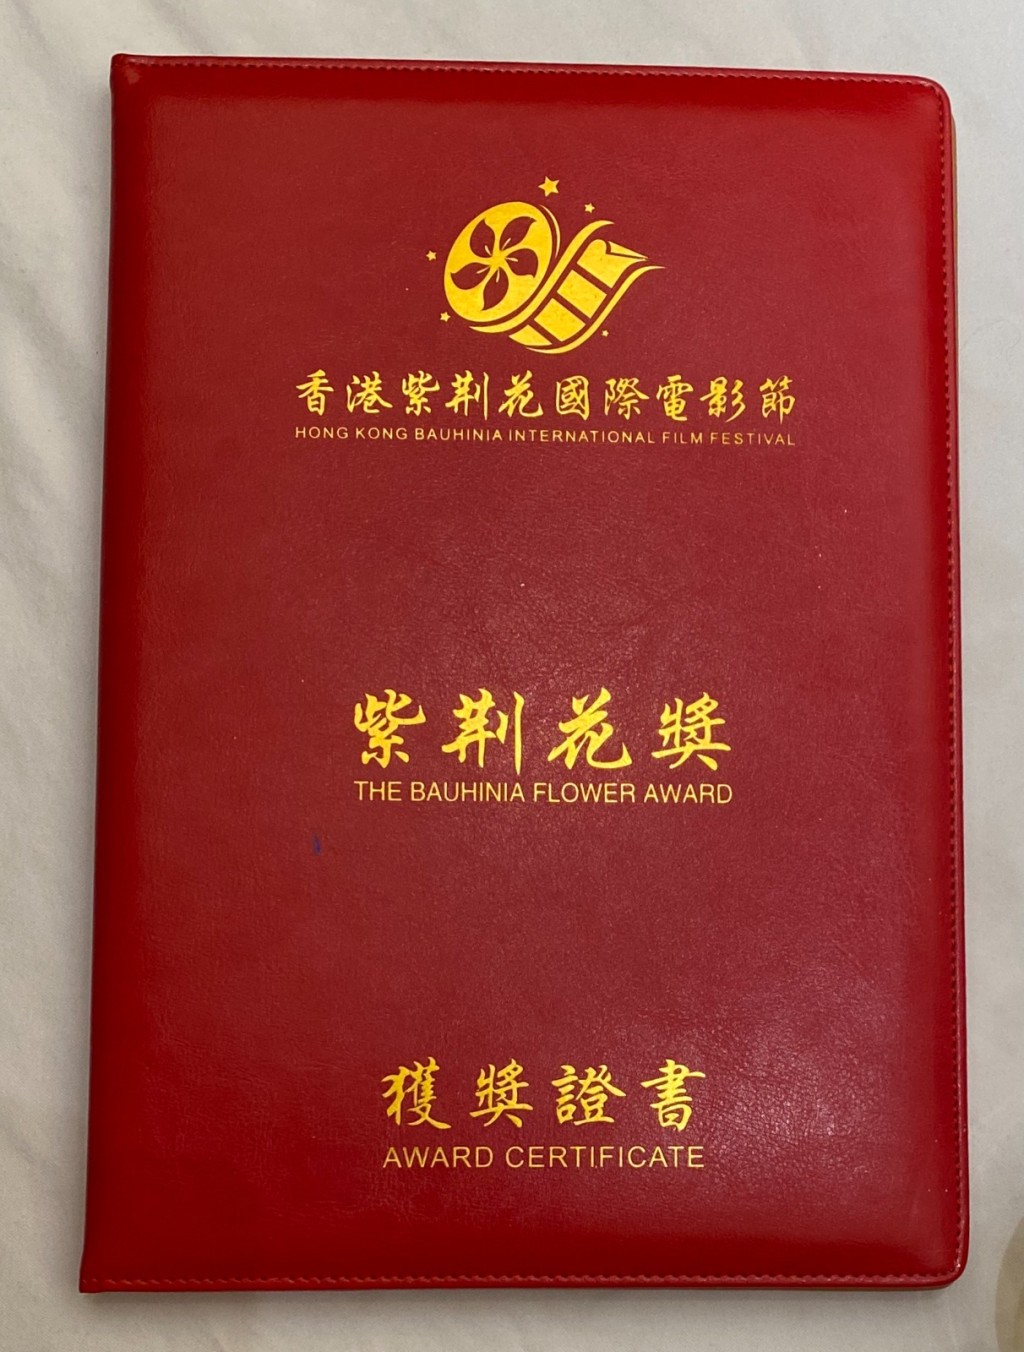 香港紫荆花國際電影節
HONG KONG BAUHINIA INTERNATIONAL FILM FESTIVAL
紫荆花獎
THE BAUHINIA FLOWER AWARD
獲獎證書
AWARD CERTIFICATE